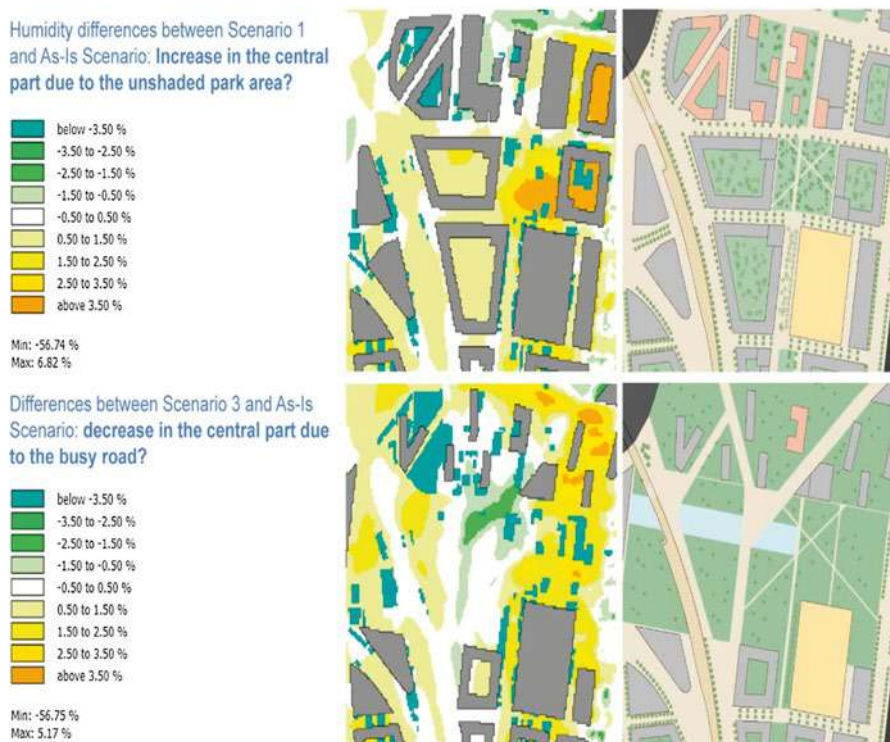 Humidity differences between Scenario 1
and As-Is Scenario: Increase in the central
part due to the unshaded park area?
below -3.50 %
-3.50 to -2.50 %
-2.50 to -1.50 %
-1.50 to -0.50 %
-0.50 to 0.50 %
0.50 to 1.50 %
1.50 to 2.50 %
2.50 to 3.50 %
above 3.50 %
Min: -56.74 %
Max: 6.82 %
Differences between Scenario 3 and As-Is
Scenario: decrease in the central part due
to the busy road?
below -3.50 %
-3.50 to -2.50 %
-2.50 to -1.50 %
-1.50 to -0.50 %
-0.50 to 0.50 %
0.50 to 1.50 %
1.50 to 2.50 %
2.50 to 3.50 %
above 3.50 %
Min: -56.75 %
Max: 5.17 %